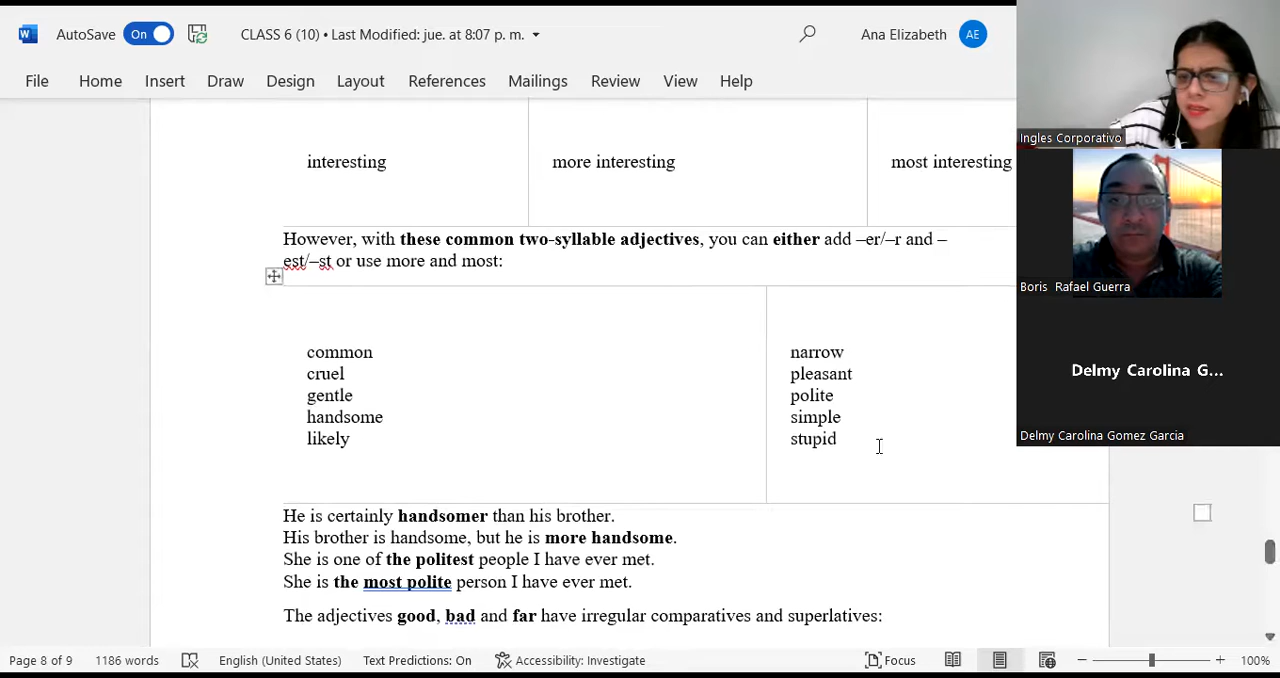 AutoSave On CLASS 6 (10) • Last Modified: jue. at 8:07 p. m. Ana Elizabeth AE
File Home Insert Draw Design Layout References Mailings Review View Help
interesting more interesting most interesting
However, with these common two-syllable adjectives, you can either add –er/–r and –
est/–st or use more and most:
common
cruel
gentle
handsome
likely
narrow
pleasant
polite
simple
stupid
He is certainly handsomer than his brother.
His brother is handsome, but he is more handsome.
She is one of the politest people I have ever met.
She is the most polite person I have ever met.
The adjectives good, bad and far have irregular comparatives and superlatives:
Page 8 of 9 1186 words English (United States) Text Predictions: On Accessibility: Investigate Focus 100%
Ingles Corporativo
Boris Rafael Guerra
Delmy Carolina G...
Delmy Carolina Gomez Garcia